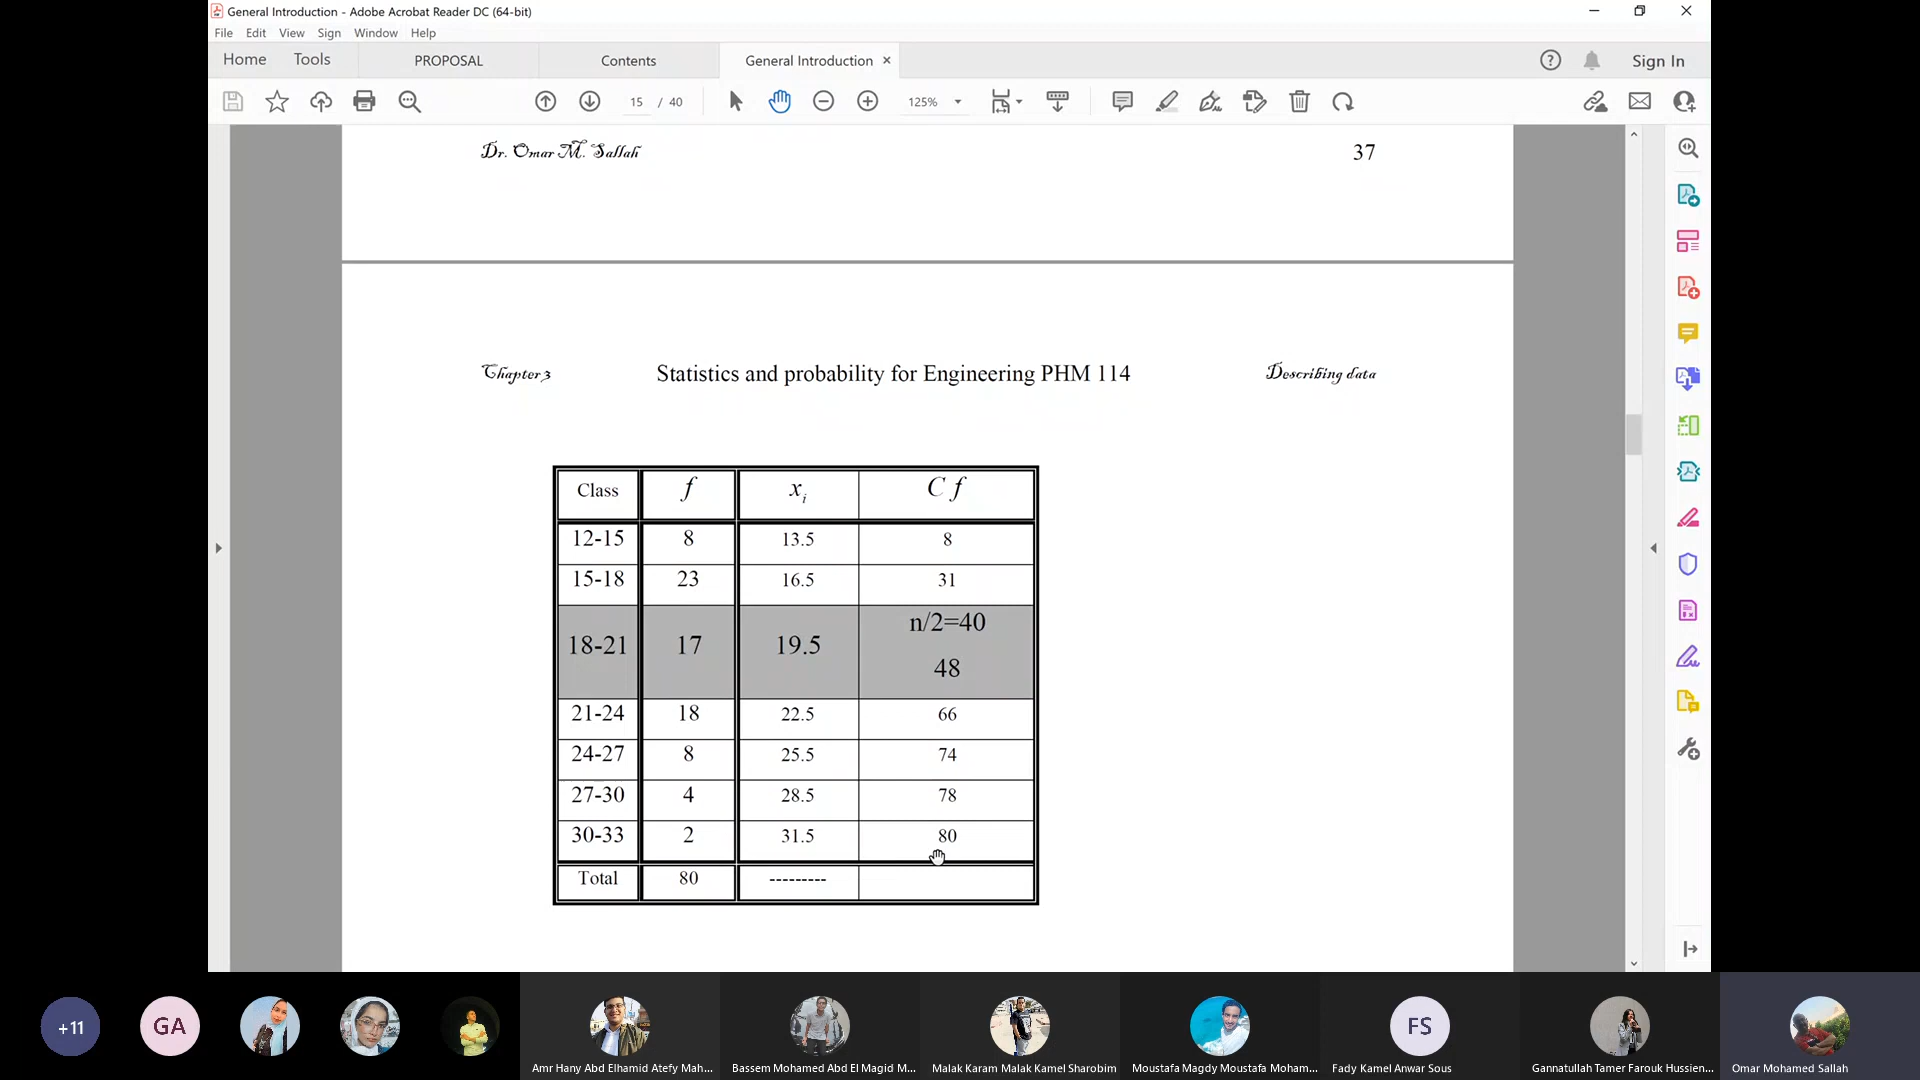 General Introduction - Adobe Acrobat Reader DC (64-bit)
File Edit View Sign Window Help
Home Tools PROPOSAL Contents General Introduction × Sign In
15 / 40 125%
Dr. Omar M. Sallah 37
Chapter3 Statistics and probability for Engineering PHM 114 Describing data
Class f xi C f
12-15 8 13.5 8
15-18 23 16.5 31
18-21 17 19.5 n/2=40
48
21-24 18 22.5 66
24-27 8 25.5 74
27-30 4 28.5 78
30-33 2 31.5 80
Total 80 ---------
+11 GA FS
Amr Hany Abd Elhamid Atefy Mah... Bassem Mohamed Abd El Magid M... Malak Karam Malak Kamel Sharobim Moustafa Magdy Moustafa Moham... Fady Kamel Anwar Sous Gannatullah Tamer Farouk Hussien... Omar Mohamed Sallah